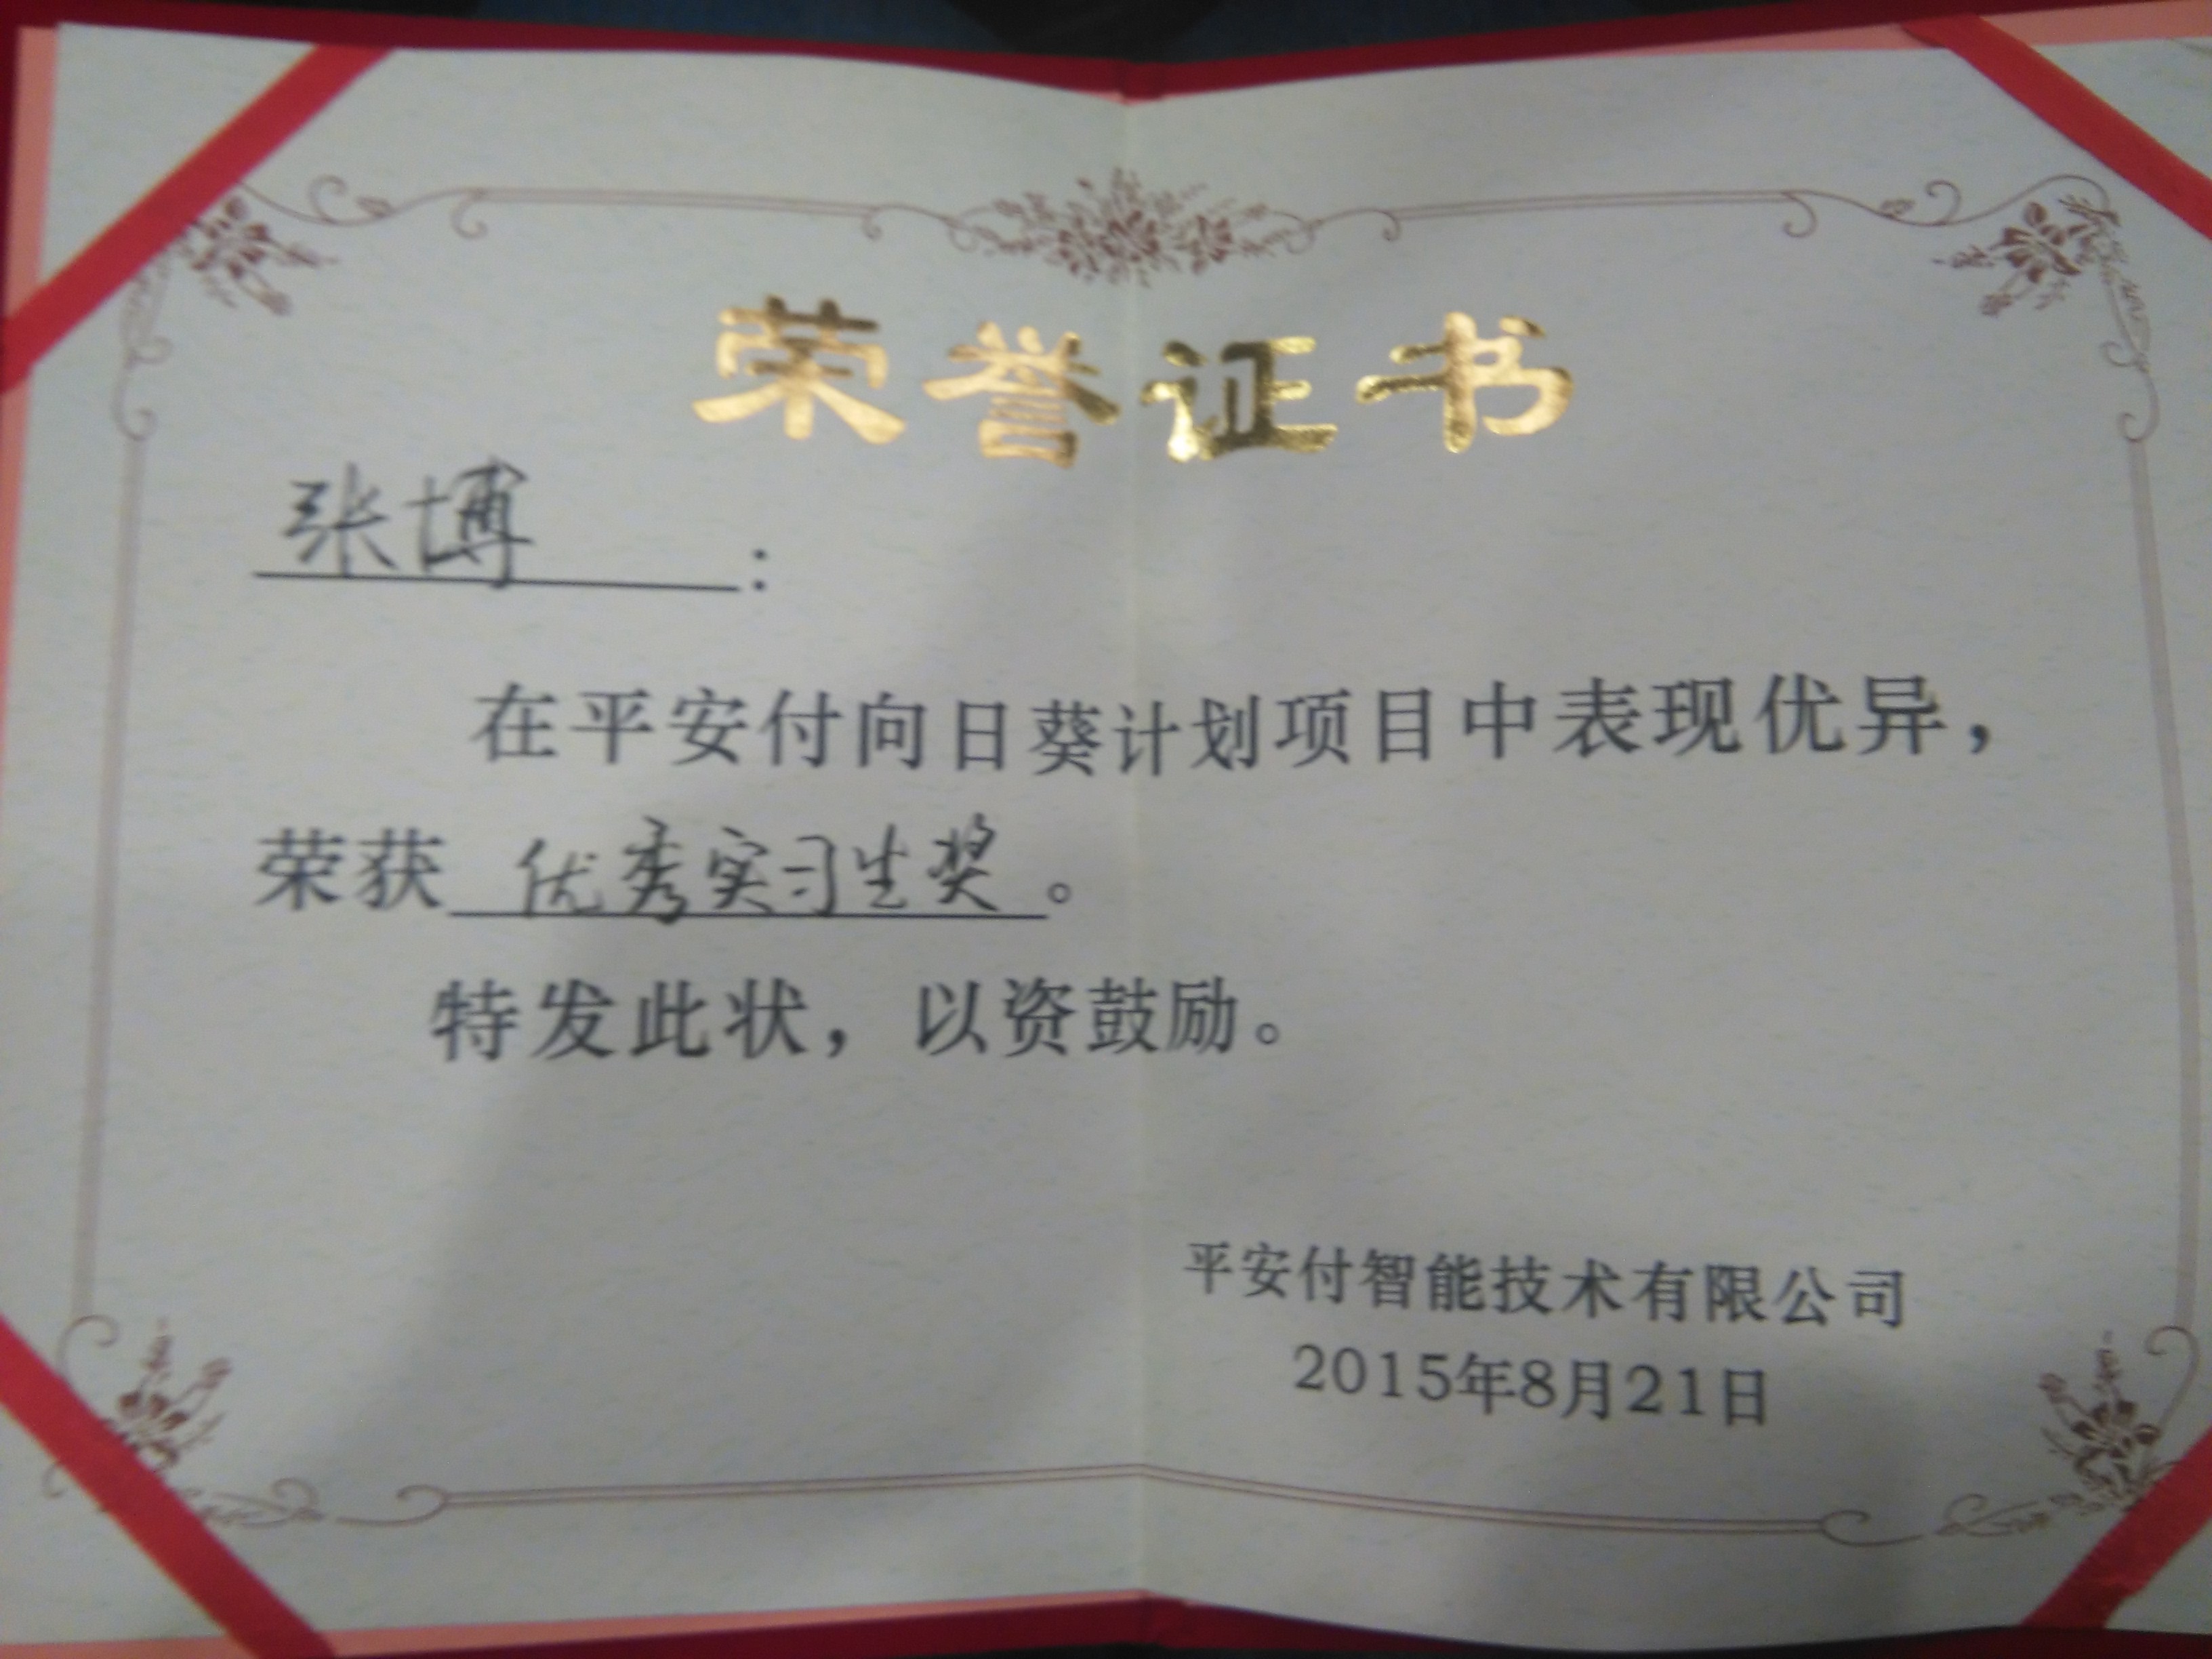 荣誉证书
张博：
在平安付向日葵计划项目中表现优异，
荣获优秀实习生奖。
特发此状，以资鼓励。
平安付智能技术有限公司
2015年8月21日